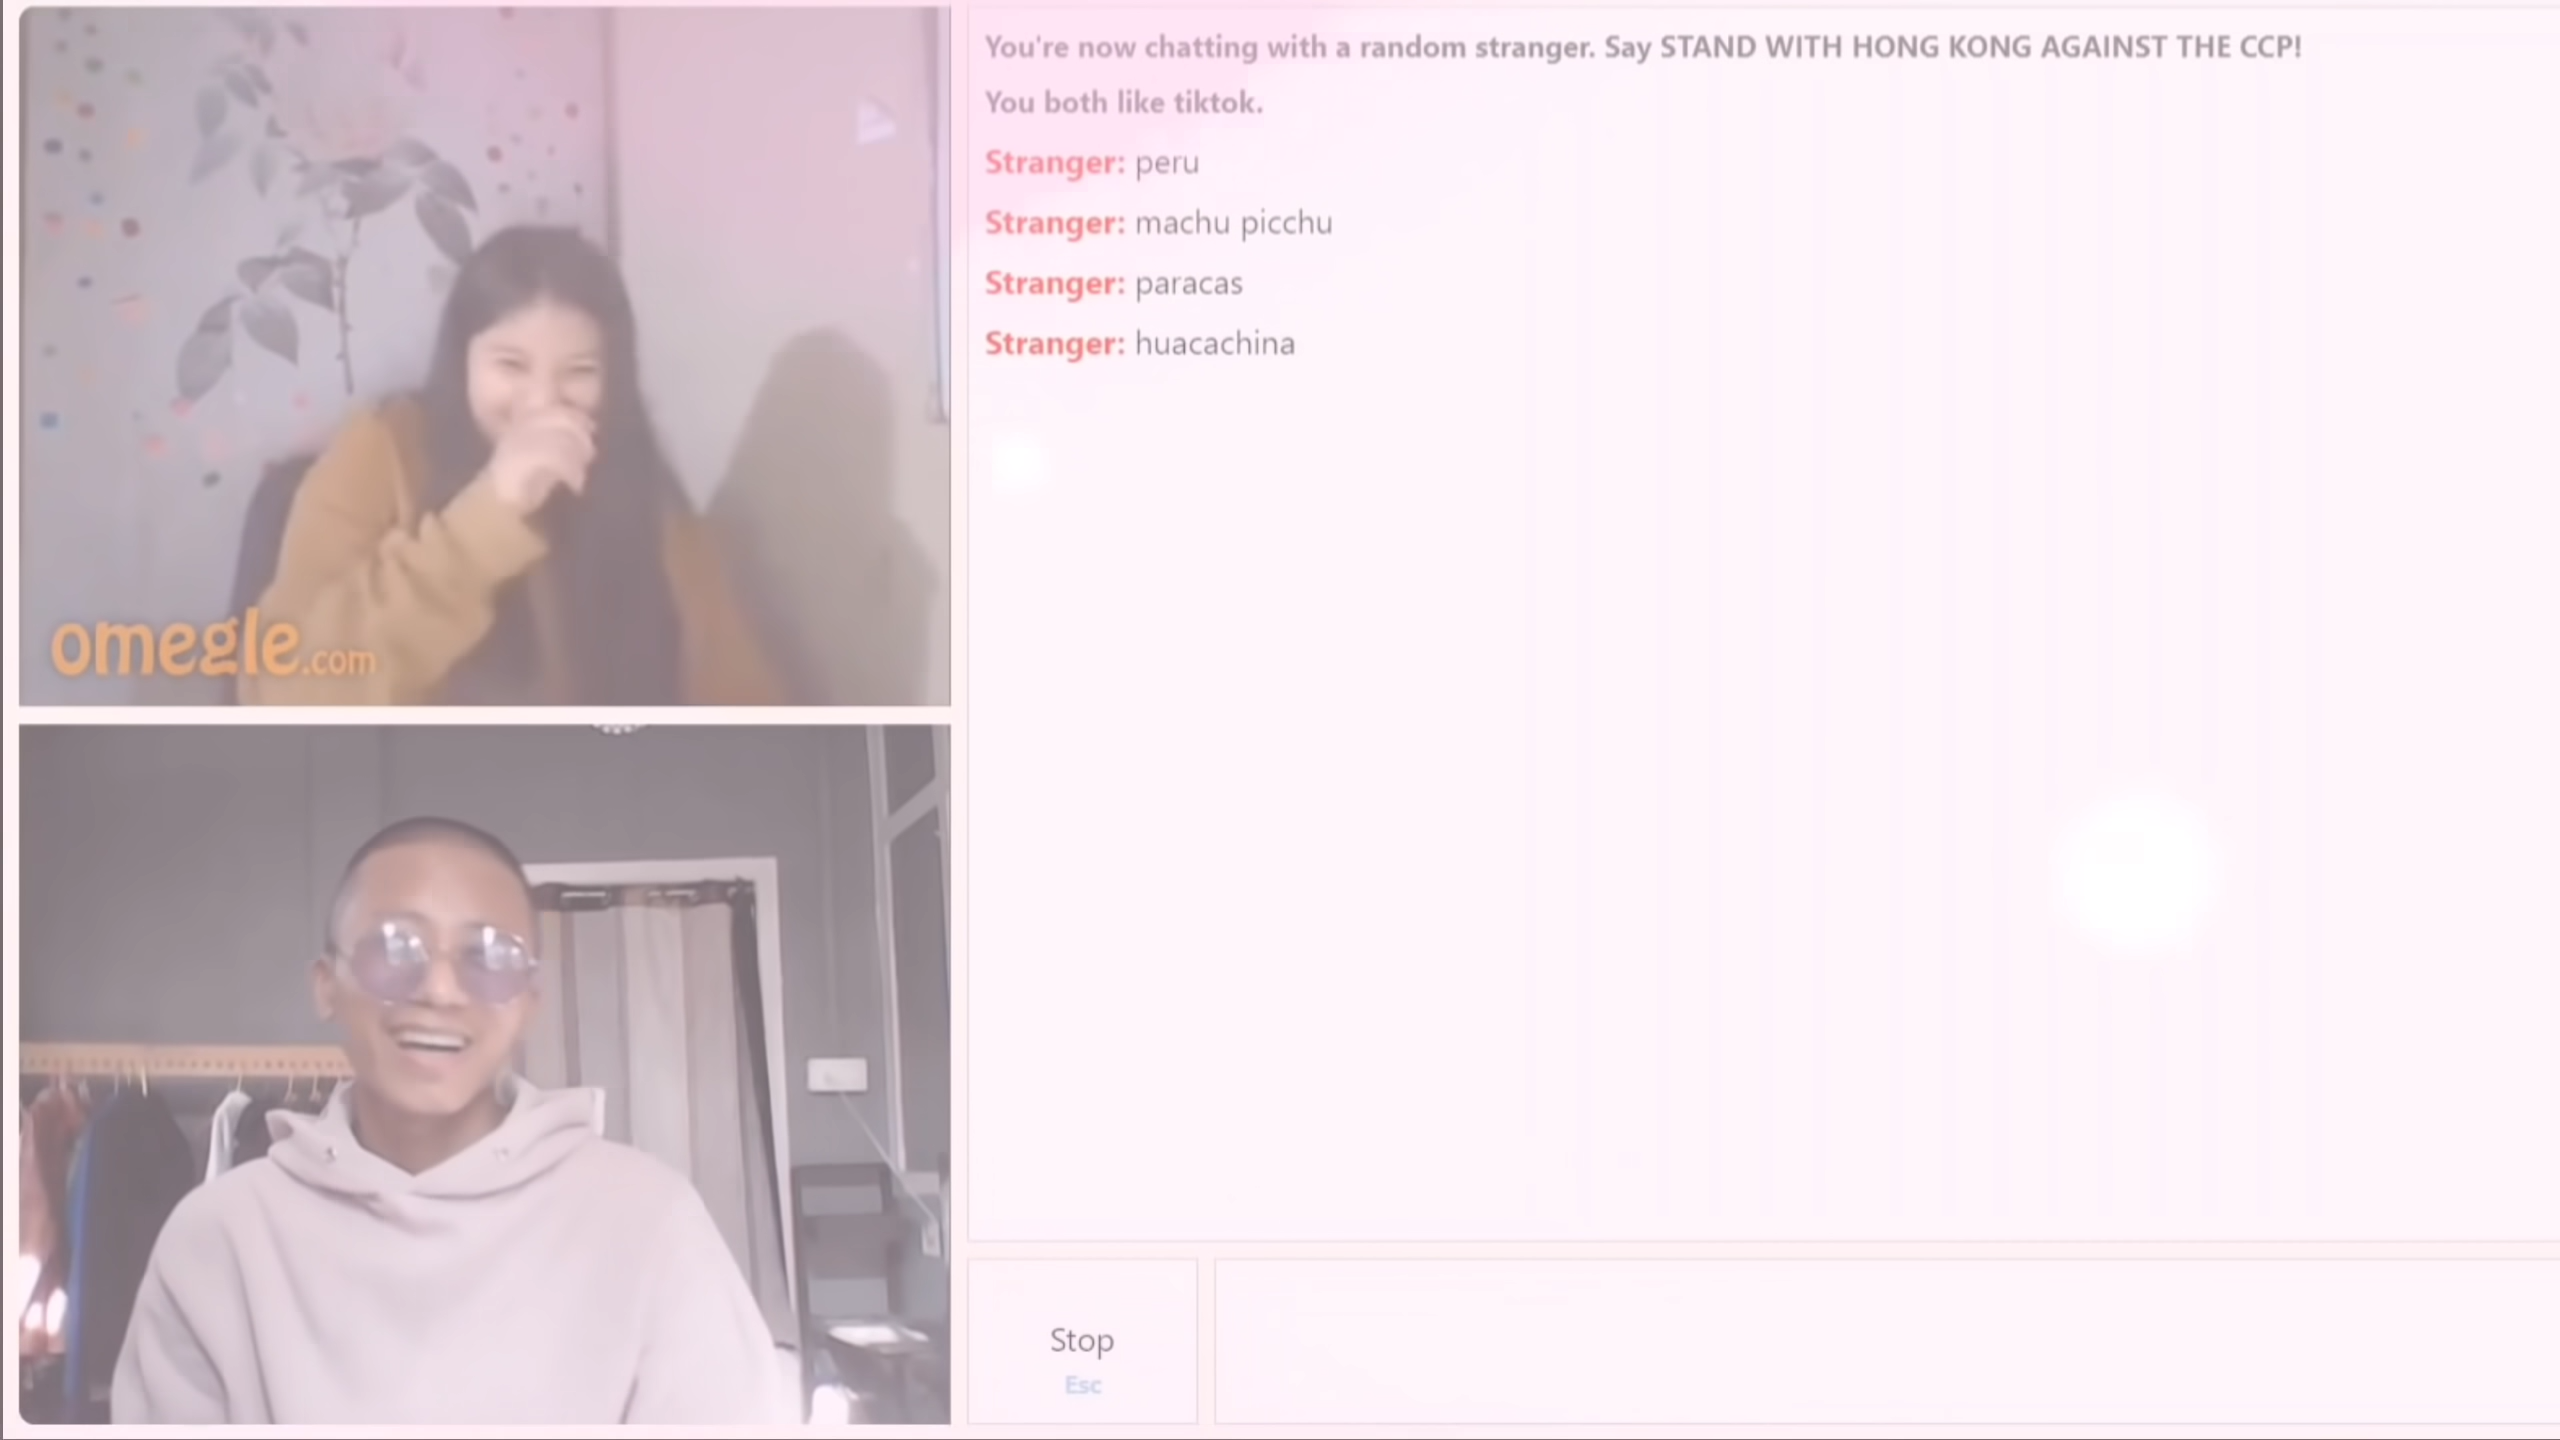 You're now chatting with a random stranger. Say STAND WITH HONG KONG AGAINST THE CCP!
You both like tiktok.
Stranger: peru
Stranger: machu picchu
Stranger: paracas
Stranger: huacachina
omegle.com
Stop
Esc